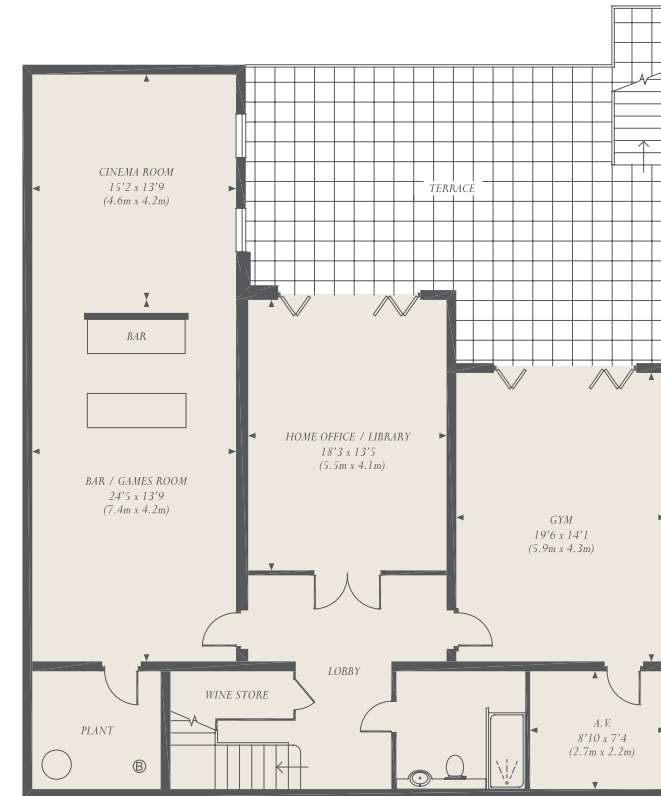 CINEMA ROOM
15'2 x 13'9
(4.6m x 4.2m)
TERRACE
BAR
HOME OFFICE / LIBRARY
18'3 x 13'5
(5.5m x 4.1m)
BAR / GAMES ROOM
24'5 x 13'9
(7.4m x 4.2m)
GYM
19'6 x 14'1
(5.9m x 4.3m)
LOBBY
WINE STORE
PLANT
B
A.V.
8'10 x 7'4
(2.7m x 2.2m)